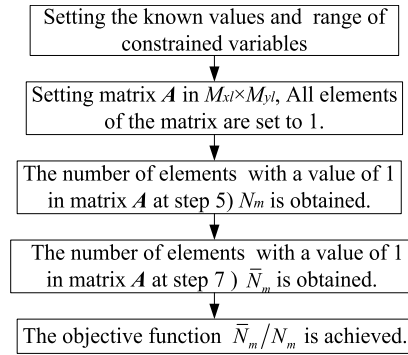 Setting the known values and range of
constrained variables
Setting matrix A in Mxl×Myl, All elements
of the matrix are set to 1.
The number of elements with a value of 1
in matrix A at step 5) Nm is obtained.
The number of elements with a value of 1
in matrix A at step 7 ) N̅m is obtained.
The objective function N̅m/Nm is achieved.